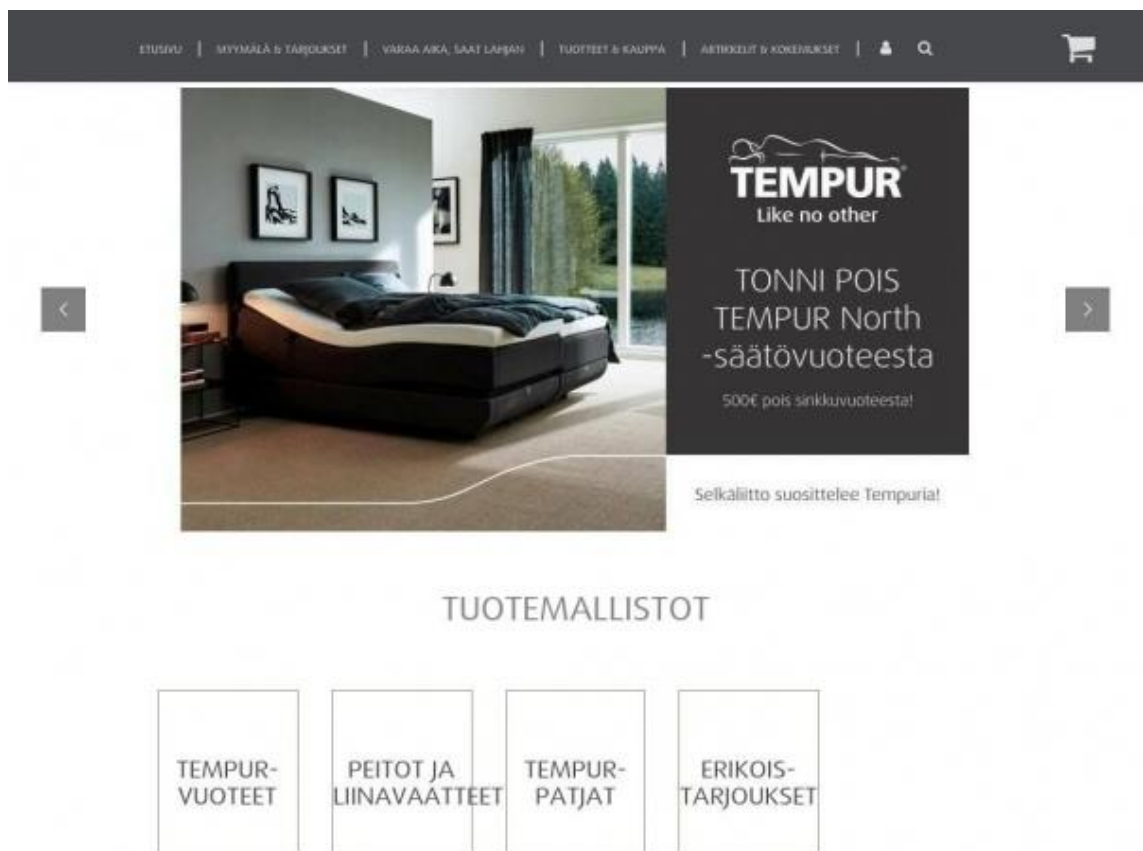 ETUSIVU | MYYMÄLÄ & TARJOUKSET | VARAA AIKA, SAAT LAHJAN | TUOTTEET & KAUPPA | ARTIKKELIT & KOKEMUKSET |
TEMPUR®
Like no other
TONNI POIS
TEMPUR North
-säätövuoteesta
500€ pois sinkkuvuoteesta!
Selkäliitto suosittelee Tempuria!
TUOTEMALLISTOT
TEMPUR-
VUOTEET
PEITOT JA
LIINAVAATTEET
TEMPUR-
PATJAT
ERIKOIS-
TARJOUKSET